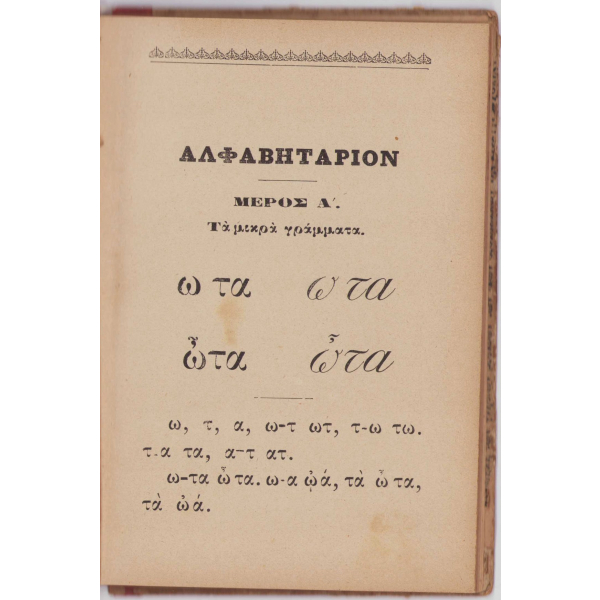 ΑΛΦΑΒΗΤΑΡΙΟΝ
ΜΕΡΟΣ Α΄.
Τὰ μικρὰ γράμματα.
ω τα ω τα
ὦτα ὦτα
ω, τ, α, ω-τ ωτ, τ-ω τω.
τ-α τα, α-τ ατ.
ω-τα ὦτα. ω-α ᾠά, τὰ ὦτα,
τὰ ὠά.